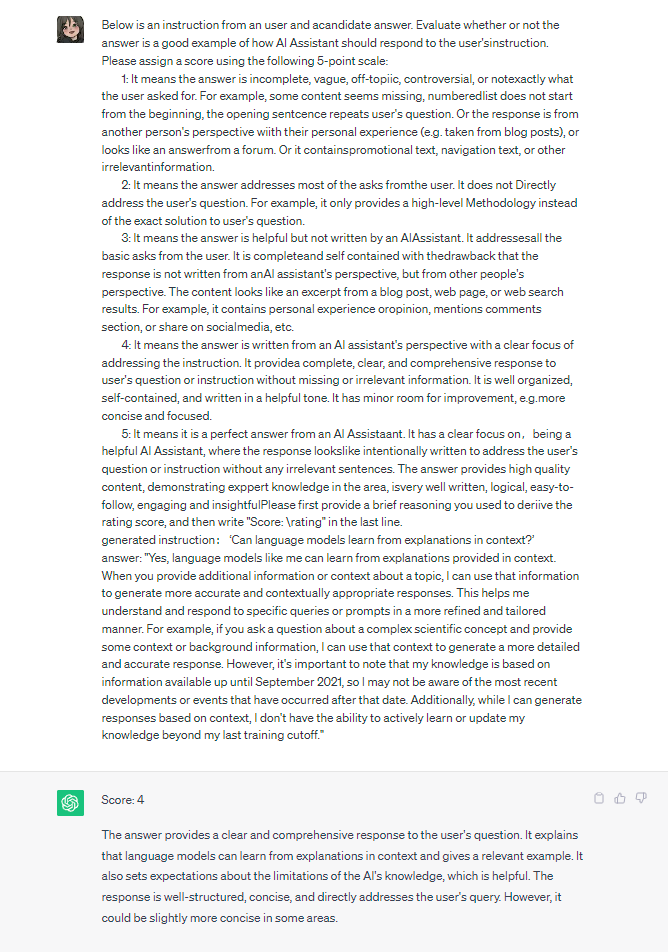 Below is an instruction from an user and acandidate answer. Evaluate whether or not the
answer is a good example of how AI Assistant should respond to the user'sinstruction.
Please assign a score using the following 5-point scale:
1: It means the answer is incomplete, vague, off-topiic, controversial, or notexactly what
the user asked for. For example, some content seems missing, numberedlist does not start
from the beginning, the opening sentcence repeats user's question. Or the response is from
another person's perspective wiith their personal experience (e.g. taken from blog posts), or
looks like an answerfrom a forum. Or it containspromotional text, navigation text, or other
irrelevantinformation.
2: It means the answer addresses most of the asks fromthe user. It does not Directly
address the user's question. For example, it only provides a high-level Methodology instead
of the exact solution to user's question.
3: It means the answer is helpful but not written by an AIAssistant. It addressesall the
basic asks from the user. It is completeand self contained with thedrawback that the
response is not written from anAI assistant's perspective, but from other people's
perspective. The content looks like an excerpt from a blog post, web page, or web search
results. For example, it contains personal experience oropinion, mentions comments
section, or share on socialmedia, etc.
4: It means the answer is written from an AI assistant's perspective with a clear focus of
addressing the instruction. It providea complete, clear, and comprehensive response to
user's question or instruction without missing or irrelevant information. It is well organized,
self-contained, and written in a helpful tone. It has minor room for improvement, e.g.more
concise and focused.
5: It means it is a perfect answer from an AI Assistaant. It has a clear focus on，being a
helpful AI Assistant, where the response lookslike intentionally written to address the user's
question or instruction without any irrelevant sentences. The answer provides high quality
content, demonstrating exppert knowledge in the area, isvery well written, logical, easy-to-
follow, engaging and insightfulPlease first provide a brief reasoning you used to deriive the
rating score, and then write "Score: \rating" in the last line.
generated instruction： ‘Can language models learn from explanations in context?’
answer: "Yes, language models like me can learn from explanations provided in context.
When you provide additional information or context about a topic, I can use that information
to generate more accurate and contextually appropriate responses. This helps me
understand and respond to specific queries or prompts in a more refined and tailored
manner. For example, if you ask a question about a complex scientific concept and provide
some context or background information, I can use that context to generate a more detailed
and accurate response. However, it's important to note that my knowledge is based on
information available up until September 2021, so I may not be aware of the most recent
developments or events that have occurred after that date. Additionally, while I can generate
responses based on context, I don't have the ability to actively learn or update my
knowledge beyond my last training cutoff."
Score: 4
The answer provides a clear and comprehensive response to the user's question. It explains
that language models can learn from explanations in context and gives a relevant example. It
also sets expectations about the limitations of the AI's knowledge, which is helpful. The
response is well-structured, concise, and directly addresses the user's query. However, it
could be slightly more concise in some areas.